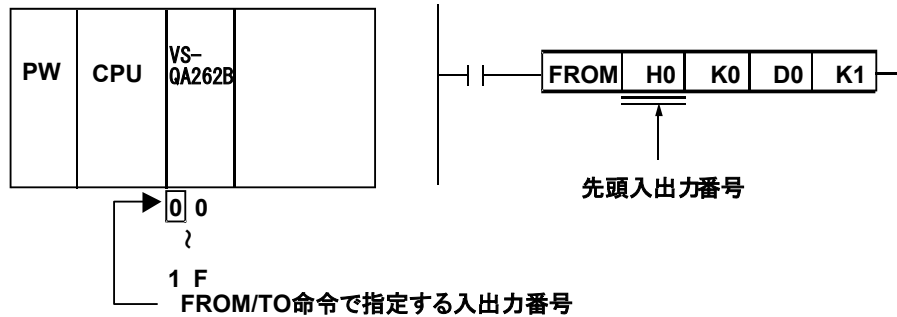 PW CPU VS-
QA262B
FROM H0 K0 D0 K1
先頭入出力番号
0 0
~
1 F
FROM/TO命令で指定する入出力番号